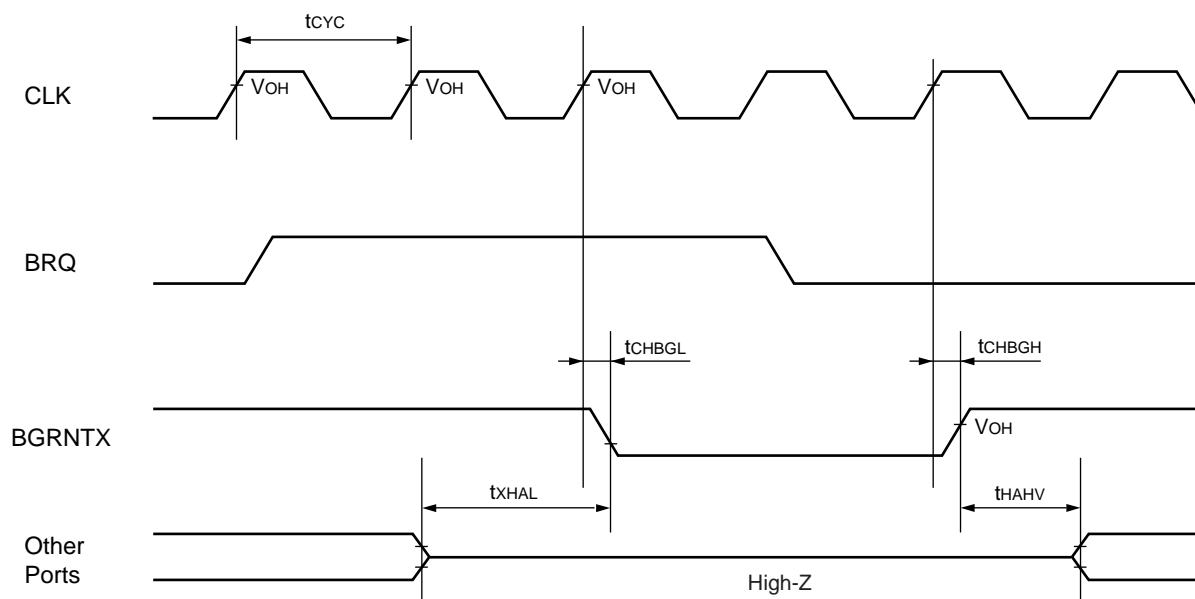 tCYC
CLK
VOH
VOH
VOH
BRQ
tCHBGL
tCHBGH
BGRNTX
VOH
tXHAL
tHAHV
Other
Ports
High-Z